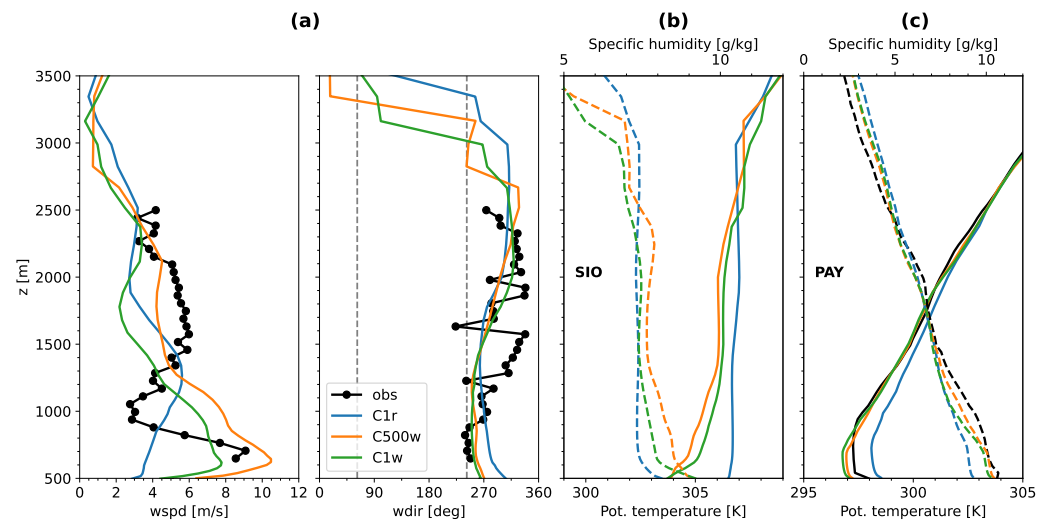 (a)
(b)
(c)
Specific humidity [g/kg]
Specific humidity [g/kg]
5 10
0 5 10
3500
3000
2500
2000
1500
1000
500
z [m]
SIO
PAY
obs
C1r
C500w
C1w
0 2 4 6 8 10 12
0 90 180 270 360
300 305
295 300 305
wspd [m/s]
wdir [deg]
Pot. temperature [K]
Pot. temperature [K]